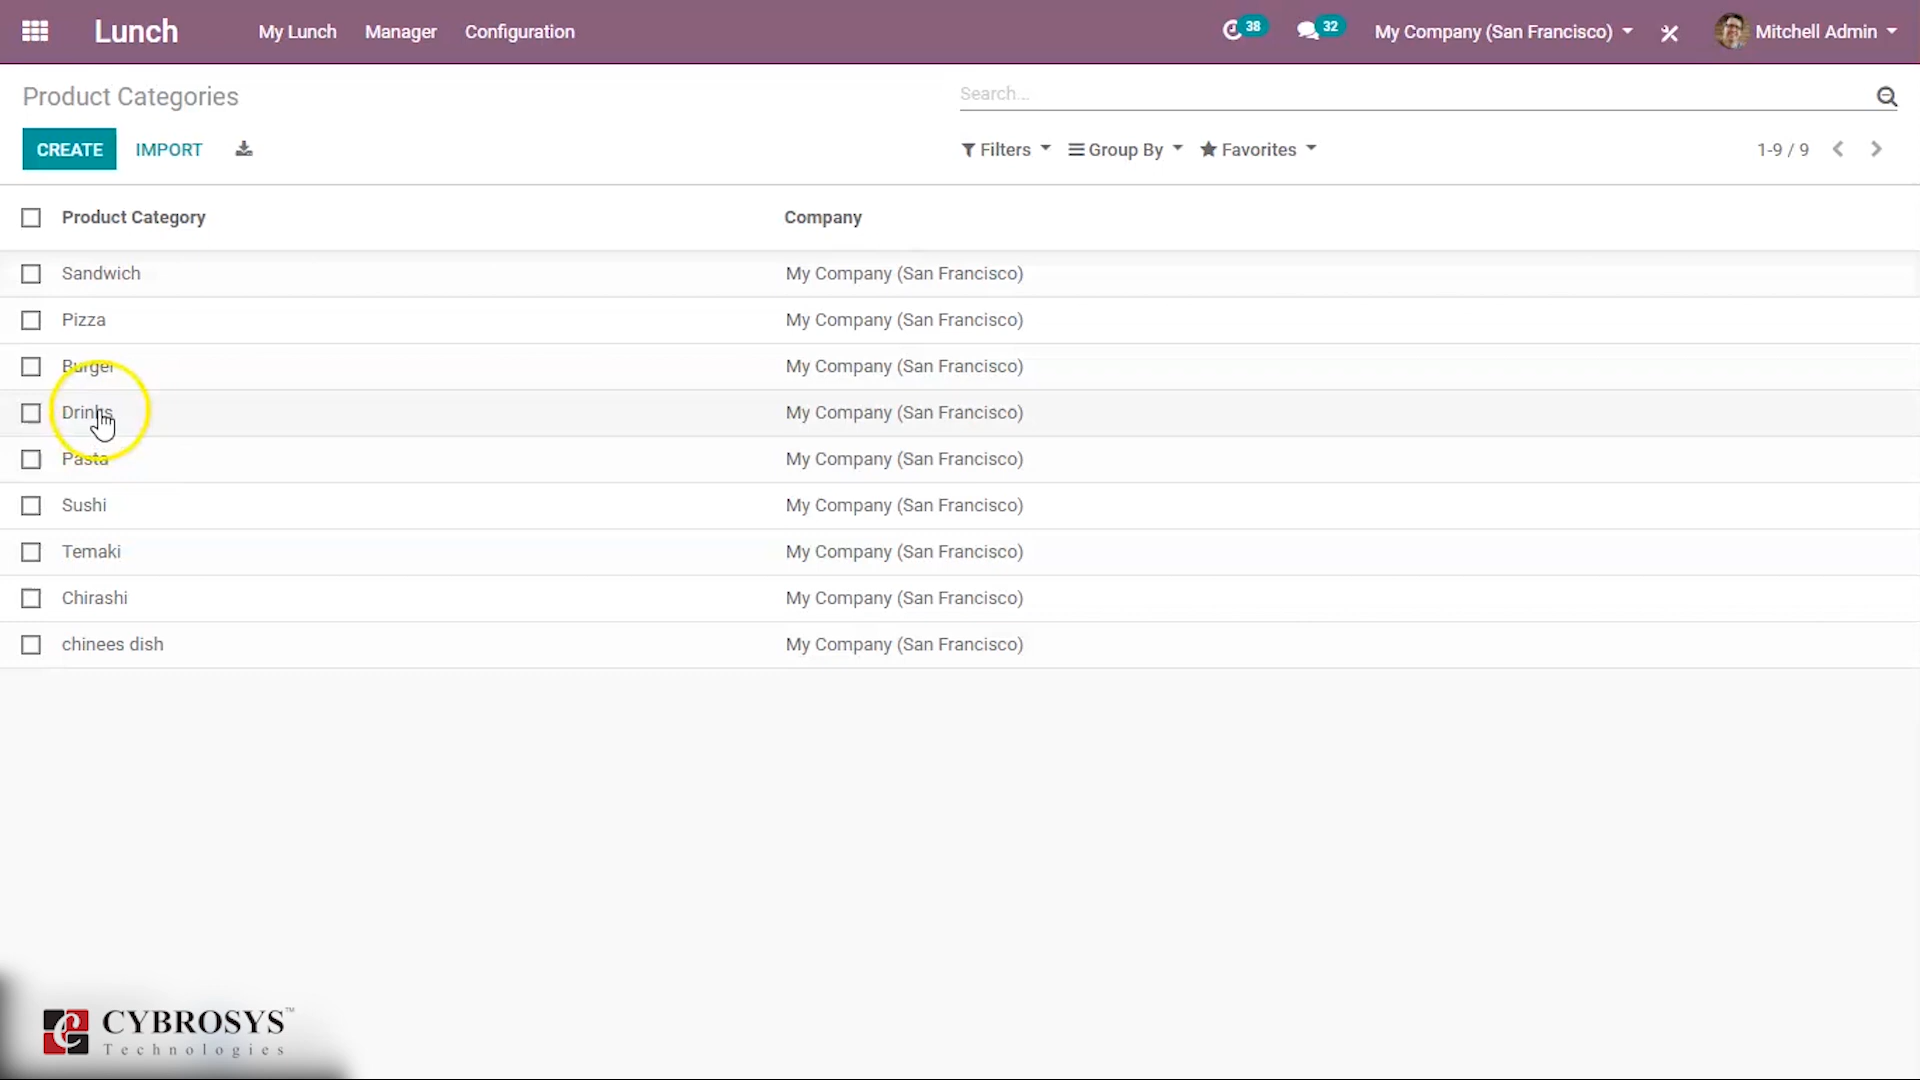 Lunch My Lunch Manager Configuration 38 32 My Company (San Francisco) Mitchell Admin
Product Categories Search...
CREATE IMPORT Filters Group By Favorites 1-9 / 9
Product Category Company
Sandwich My Company (San Francisco)
Pizza My Company (San Francisco)
Burger My Company (San Francisco)
Drinks My Company (San Francisco)
Pasta My Company (San Francisco)
Sushi My Company (San Francisco)
Temaki My Company (San Francisco)
Chirashi My Company (San Francisco)
chinees dish My Company (San Francisco)
CYBROSYS™
Technologies